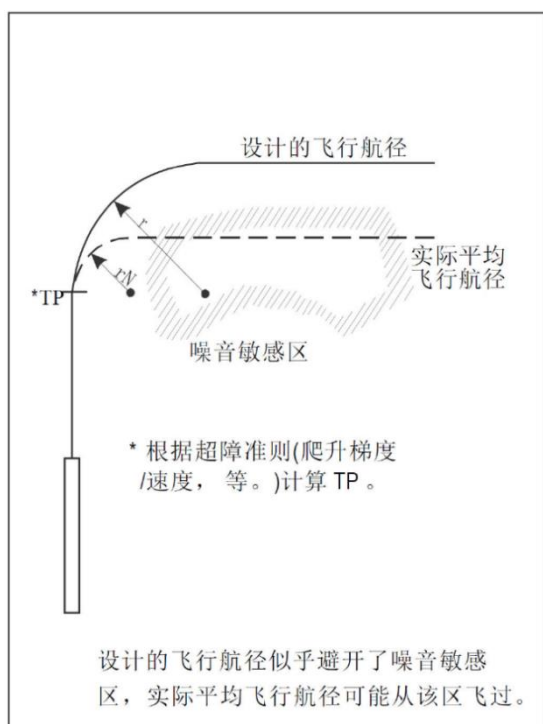 设计的飞行航径
r
实际平均
飞行航径
rN
*TP
噪音敏感区
* 根据超障准则(爬升梯度
/速度， 等。)计算 TP 。
设计的飞行航径似乎避开了噪音敏感
区，实际平均飞行航径可能从该区飞过。